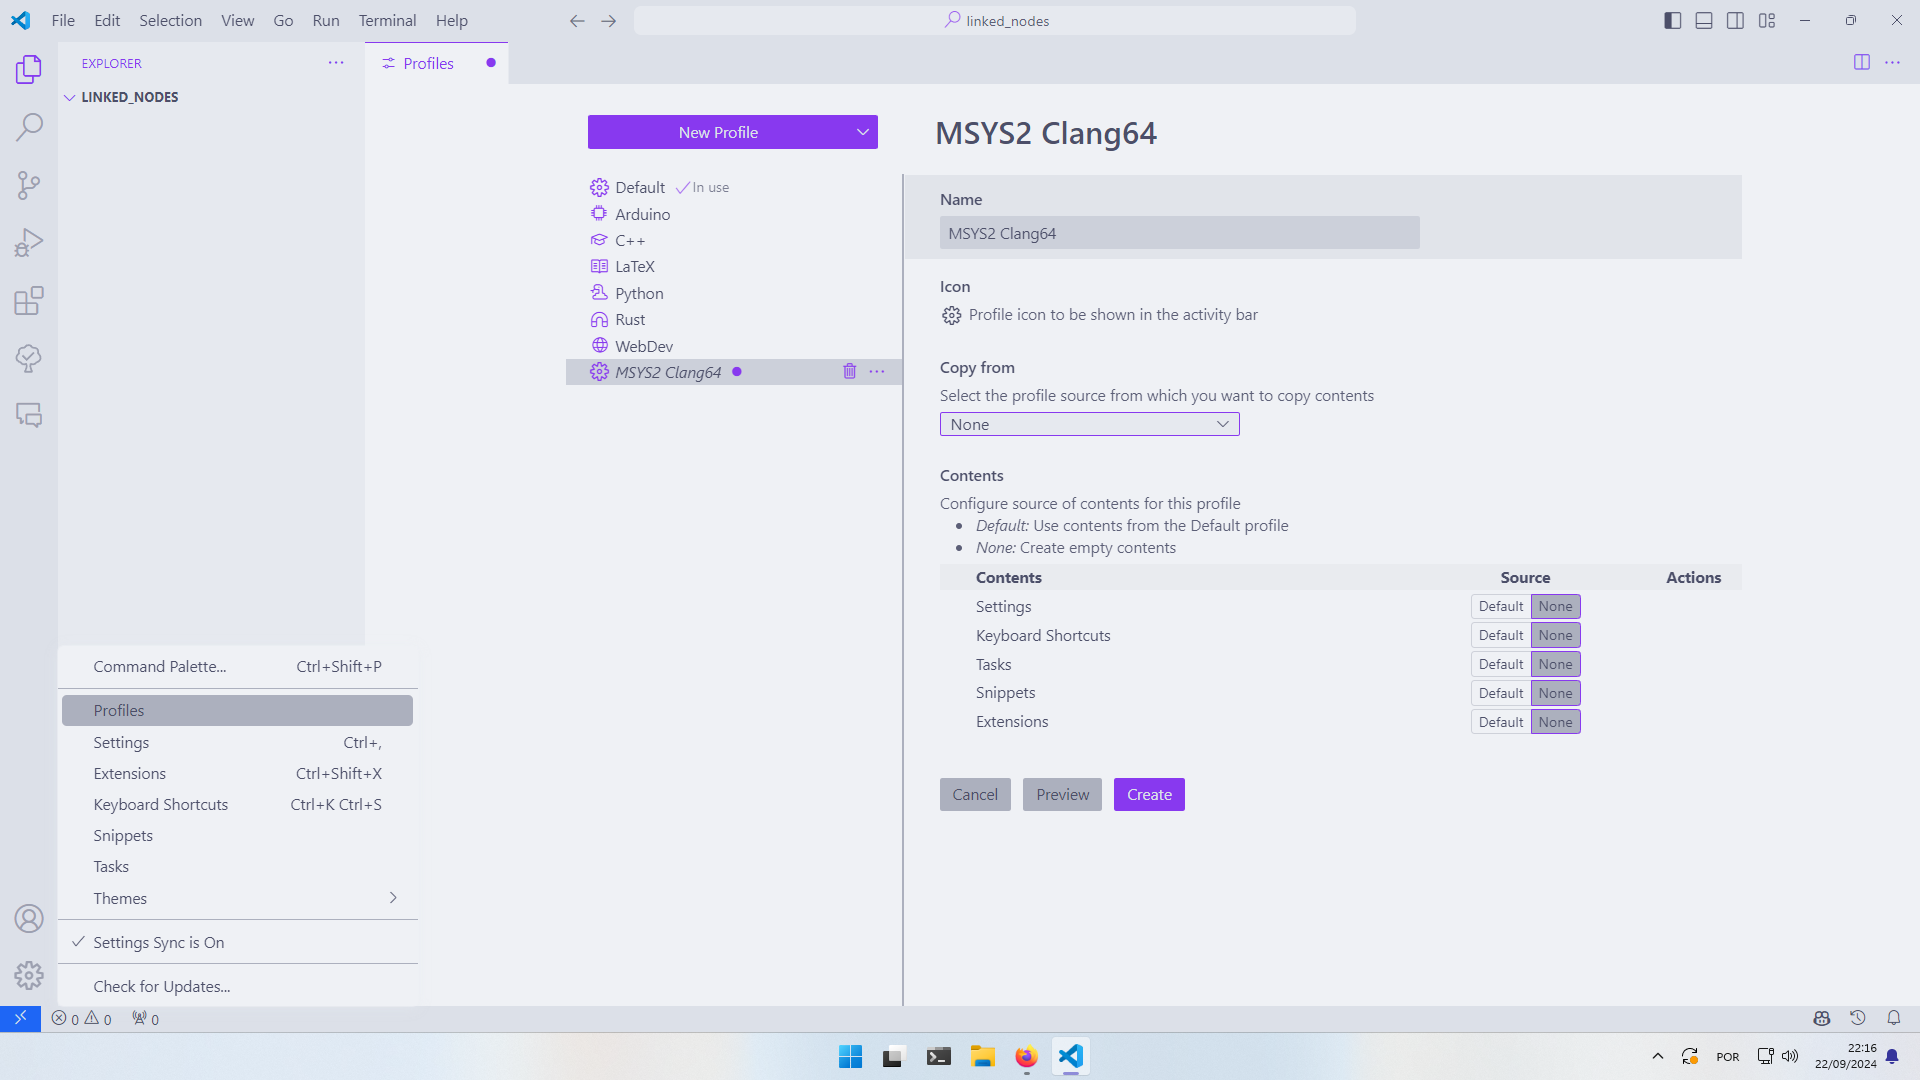 File Edit Selection View Go Run Terminal Help
linked_nodes
EXPLORER
LINKED_NODES
Profiles
New Profile
Default In use
Arduino
C++
LaTeX
Python
Rust
WebDev
MSYS2 Clang64
MSYS2 Clang64
Name
MSYS2 Clang64
Icon
Profile icon to be shown in the activity bar
Copy from
Select the profile source from which you want to copy contents
None
Contents
Configure source of contents for this profile
Default: Use contents from the Default profile
None: Create empty contents
Contents Source Actions
Settings Default None
Keyboard Shortcuts Default None
Tasks Default None
Snippets Default None
Extensions Default None
Cancel Preview Create
Command Palette... Ctrl+Shift+P
Profiles
Settings Ctrl+,
Extensions Ctrl+Shift+X
Keyboard Shortcuts Ctrl+K Ctrl+S
Snippets
Tasks
Themes
Settings Sync is On
Check for Updates...
0 0 0
POR
22:16
22/09/2024